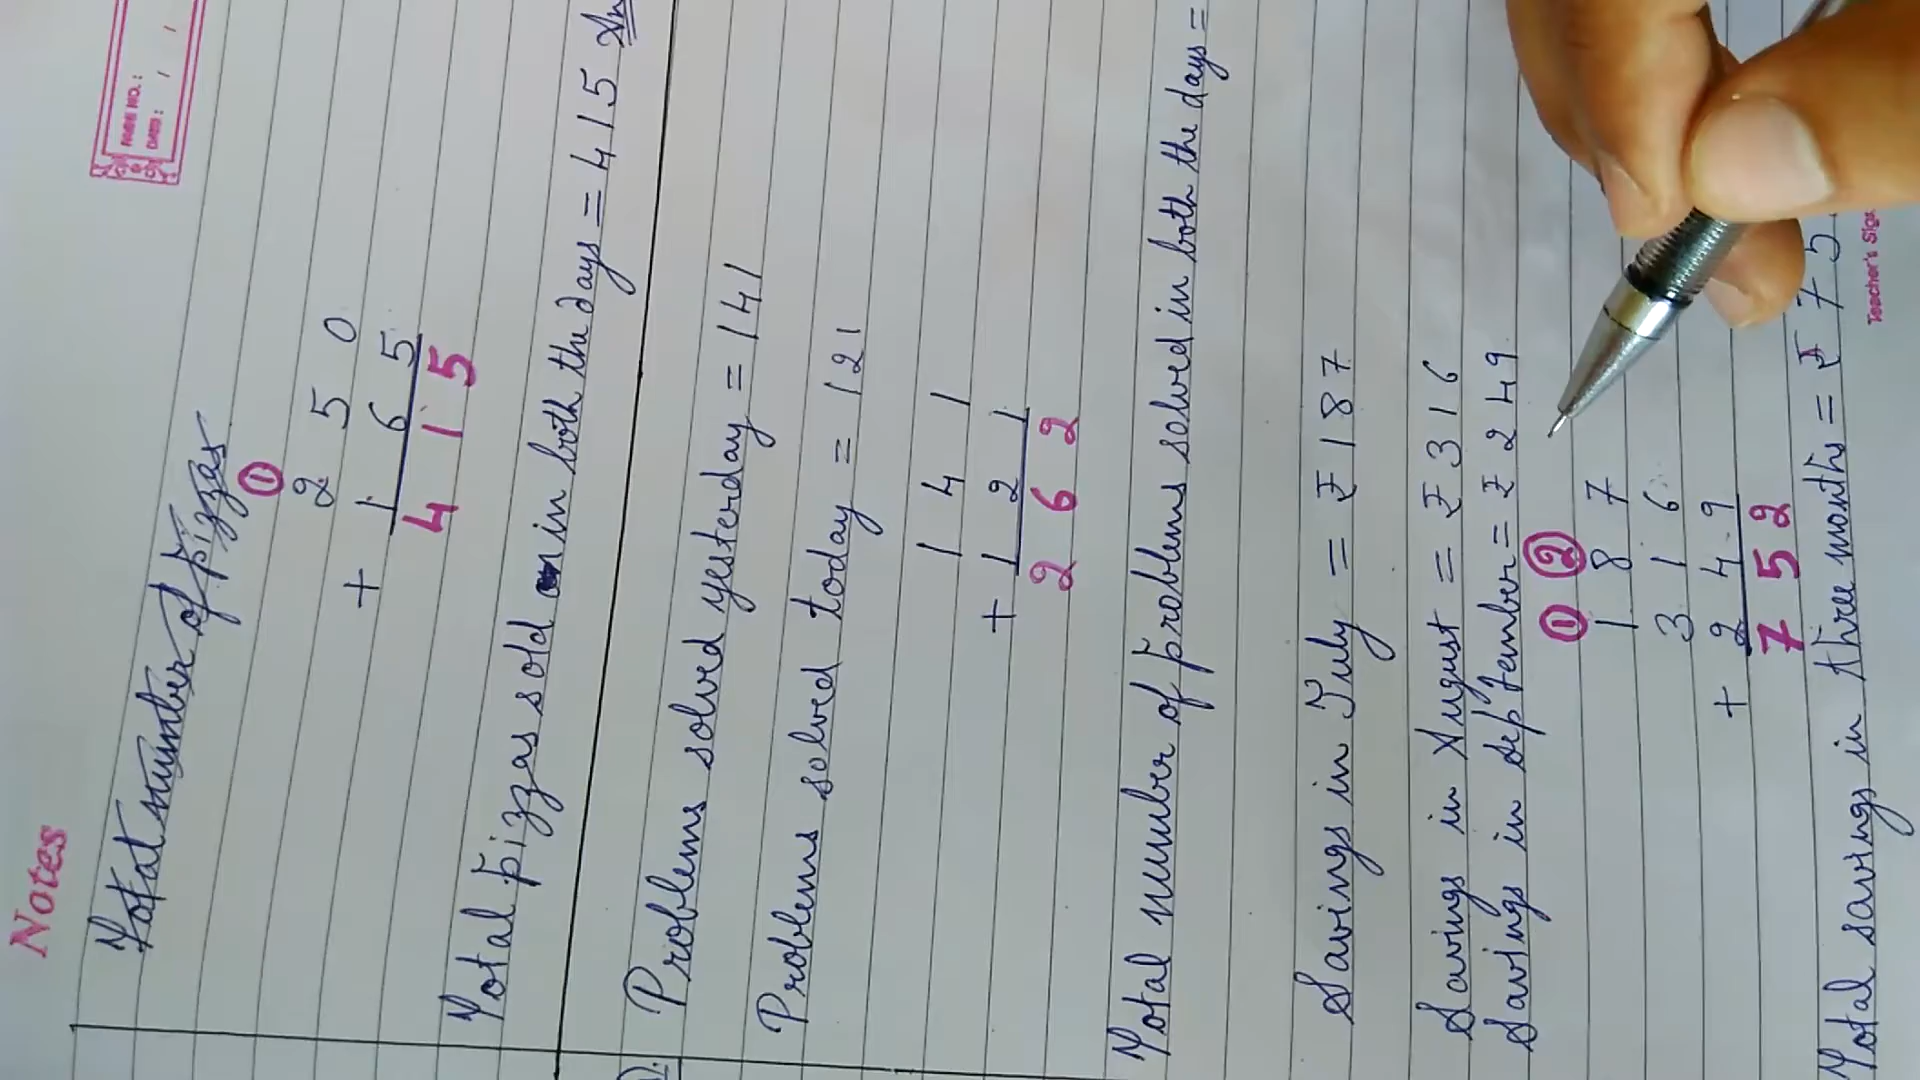 Notes
PAGE NO.:
DATE: / /
Total number of pizzas
①
2 5 0
+ 1 6 5
4 1 5
Total pizzas sold in both the days = 415 Ans
Problems solved yesterday = 141
Problems solved today = 121
1 4 1
+ 1 2 1
2 6 2
Total number of problems solved in both the days =
Savings in July = ₹ 187
Savings in August = ₹ 316
Savings in September = ₹ 249
① ②
1 8 7
3 1 6
+ 2 4 9
7 5 2
Total savings in three months = ₹ 75
Teacher's Sig